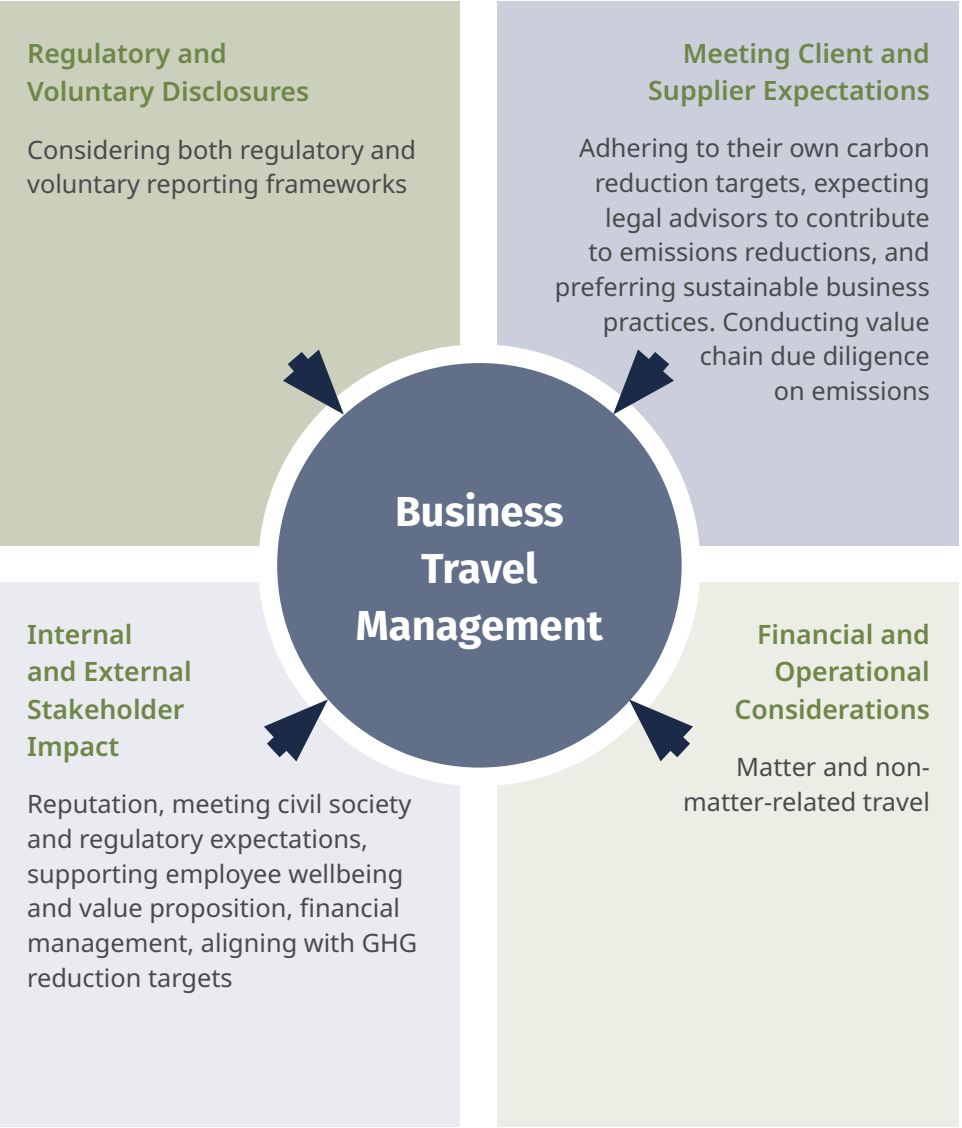 Regulatory and
Voluntary Disclosures
Considering both regulatory and
voluntary reporting frameworks
Meeting Client and
Supplier Expectations
Adhering to their own carbon
reduction targets, expecting
legal advisors to contribute
to emissions reductions, and
preferring sustainable business
practices. Conducting value
chain due diligence
on emissions
Business
Travel
Management
Internal
and External
Stakeholder
Impact
Reputation, meeting civil society
and regulatory expectations,
supporting employee wellbeing
and value proposition, financial
management, aligning with GHG
reduction targets
Financial and
Operational
Considerations
Matter and non-
matter-related travel